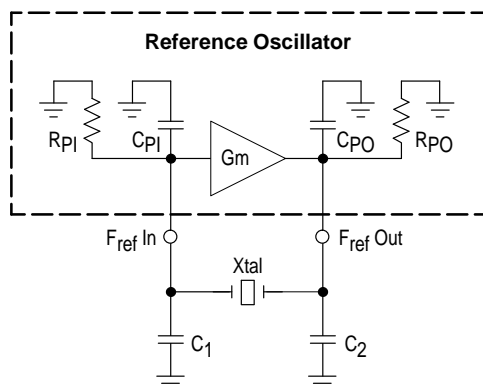 Reference Oscillator
RPI
CPI
Gm
CPO
RPO
Fref In
Fref Out
Xtal
C1
C2